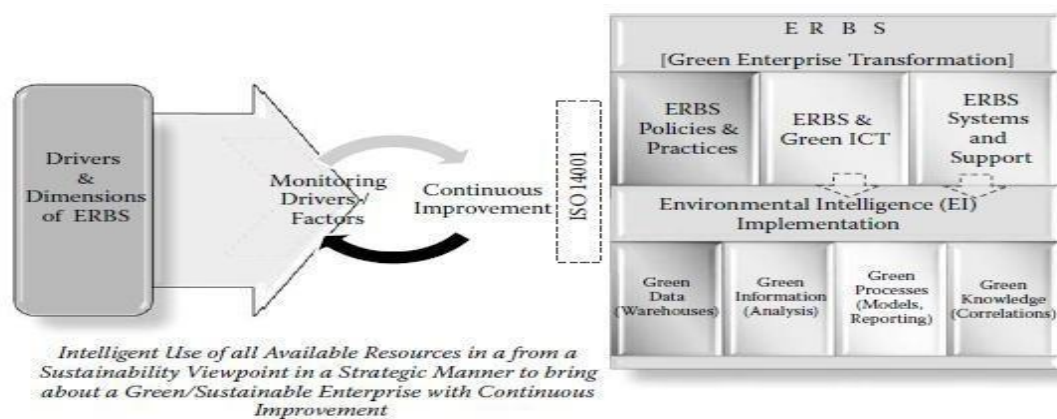 Drivers
&
Dimensions
of ERBS
Monitoring
Drivers/
Factors
Continuous
Improvement
ISO 14001
E R B S
[Green Enterprise Transformation]
ERBS
Policies &
Practices
ERBS &
Green ICT
ERBS
Systems
and
Support
Environmental Intelligence (EI)
Implementation
Green
Data
(Warehouses)
Green
Information
(Analysis)
Green
Processes
(Models,
Reporting)
Green
Knowledge
(Correlations)
Intelligent Use of all Available Resources in a from a
Sustainability Viewpoint in a Strategic Manner to bring
about a Green/Sustainable Enterprise with Continuous
Improvement